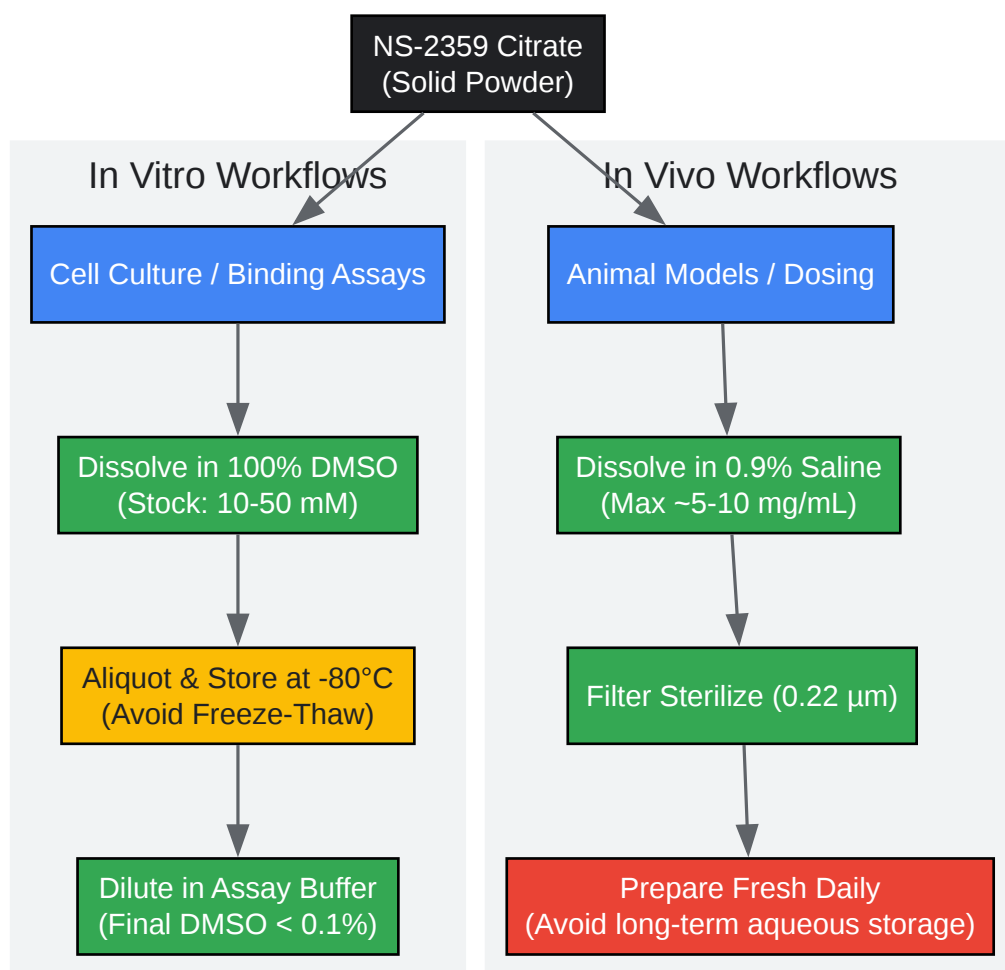 NS-2359 Citrate
(Solid Powder)
In Vitro Workflows
Cell Culture / Binding Assays
Dissolve in 100% DMSO
(Stock: 10-50 mM)
Aliquot & Store at -80°C
(Avoid Freeze-Thaw)
Dilute in Assay Buffer
(Final DMSO < 0.1%)
In Vivo Workflows
Animal Models / Dosing
Dissolve in 0.9% Saline
(Max ~5-10 mg/mL)
Filter Sterilize (0.22 µm)
Prepare Fresh Daily
(Avoid long-term aqueous storage)